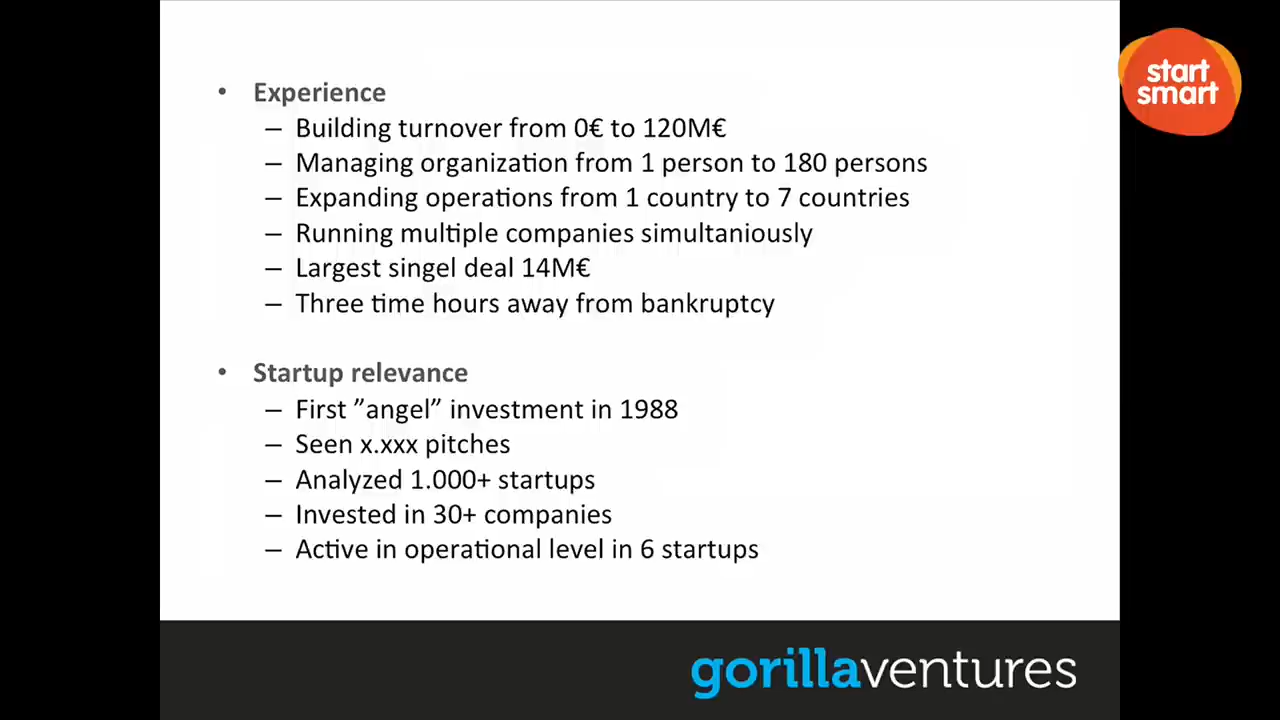 start
smart
• Experience
– Building turnover from 0€ to 120M€
– Managing organization from 1 person to 180 persons
– Expanding operations from 1 country to 7 countries
– Running multiple companies simultaniously
– Largest singel deal 14M€
– Three time hours away from bankruptcy
• Startup relevance
– First ”angel” investment in 1988
– Seen x.xxx pitches
– Analyzed 1.000+ startups
– Invested in 30+ companies
– Active in operational level in 6 startups
gorillaventures